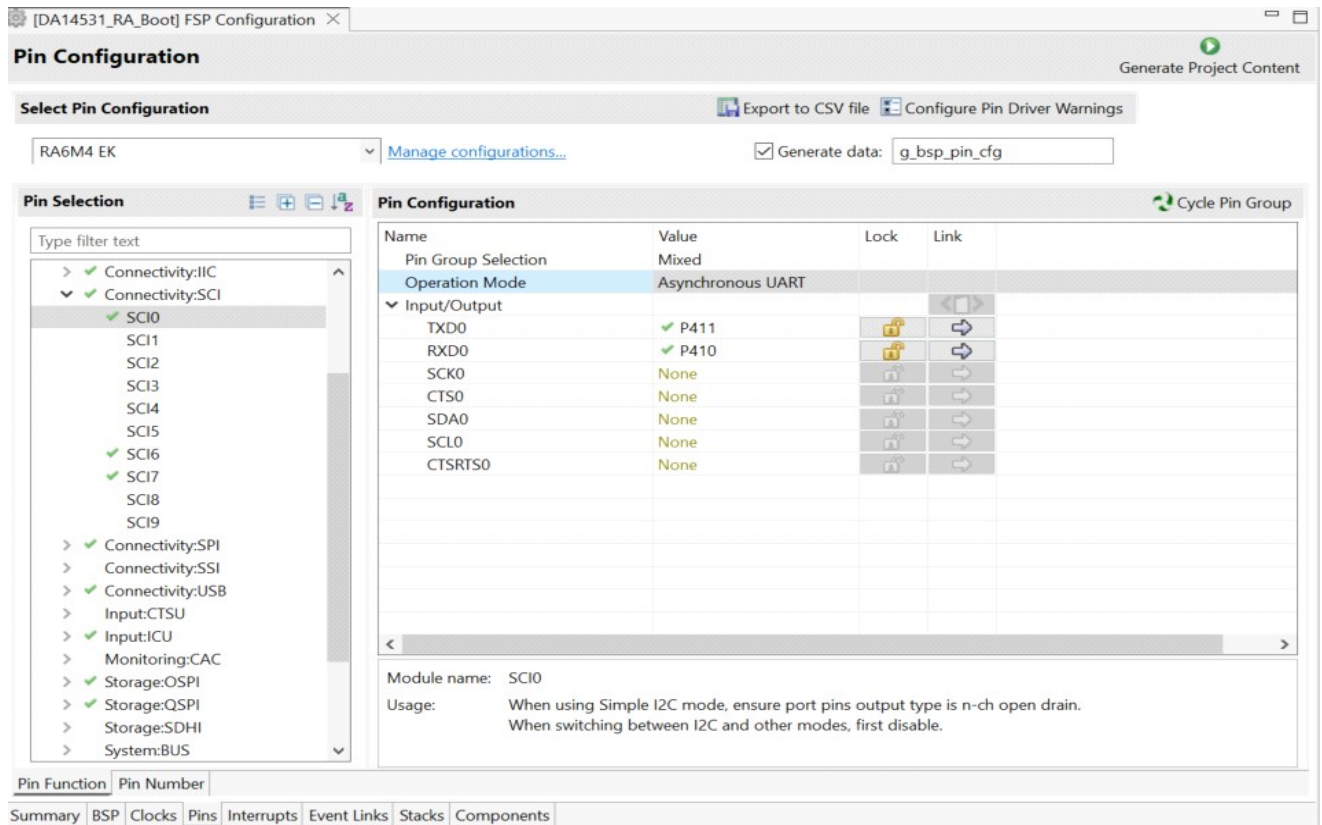 [DA14531_RA_Boot] FSP Configuration
Pin Configuration
Generate Project Content
Select Pin Configuration
Export to CSV file
Configure Pin Driver Warnings
RA6M4 EK
Manage configurations...
Generate data:
g_bsp_pin_cfg
Pin Selection
Type filter text
Connectivity:IIC
Connectivity:SCI
SCI0
SCI1
SCI2
SCI3
SCI4
SCI5
SCI6
SCI7
SCI8
SCI9
Connectivity:SPI
Connectivity:SSI
Connectivity:USB
Input:CTSU
Input:ICU
Monitoring:CAC
Storage:OSPI
Storage:QSPI
Storage:SDHI
System:BUS
Pin Configuration
Cycle Pin Group
Name Value Lock Link
Pin Group Selection Mixed
Operation Mode Asynchronous UART
Input/Output
TXD0 P411
RXD0 P410
SCK0 None
CTS0 None
SDA0 None
SCL0 None
CTSRTS0 None
Module name: SCI0
Usage: When using Simple I2C mode, ensure port pins output type is n-ch open drain.
When switching between I2C and other modes, first disable.
Pin Function Pin Number
Summary BSP Clocks Pins Interrupts Event Links Stacks Components